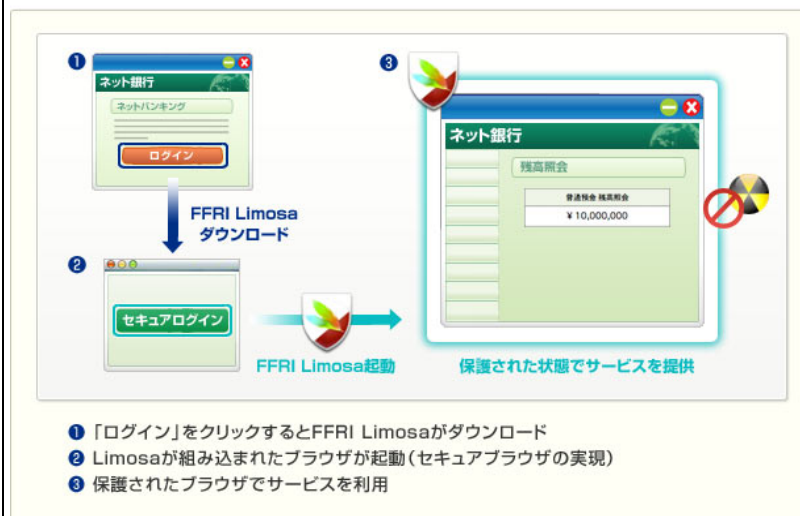 ❶
ネット銀行
ネットバンキング
ログイン
FFRI Limosa
ダウンロード
❷
セキュアログイン
FFRI Limosa起動
❸
ネット銀行
残高照会
普通預金 残高照会
¥ 10,000,000
保護された状態でサービスを提供
❶「ログイン」をクリックするとFFRI Limosaがダウンロード
❷ Limosaが組み込まれたブラウザが起動(セキュアブラウザの実現)
❸ 保護されたブラウザでサービスを利用